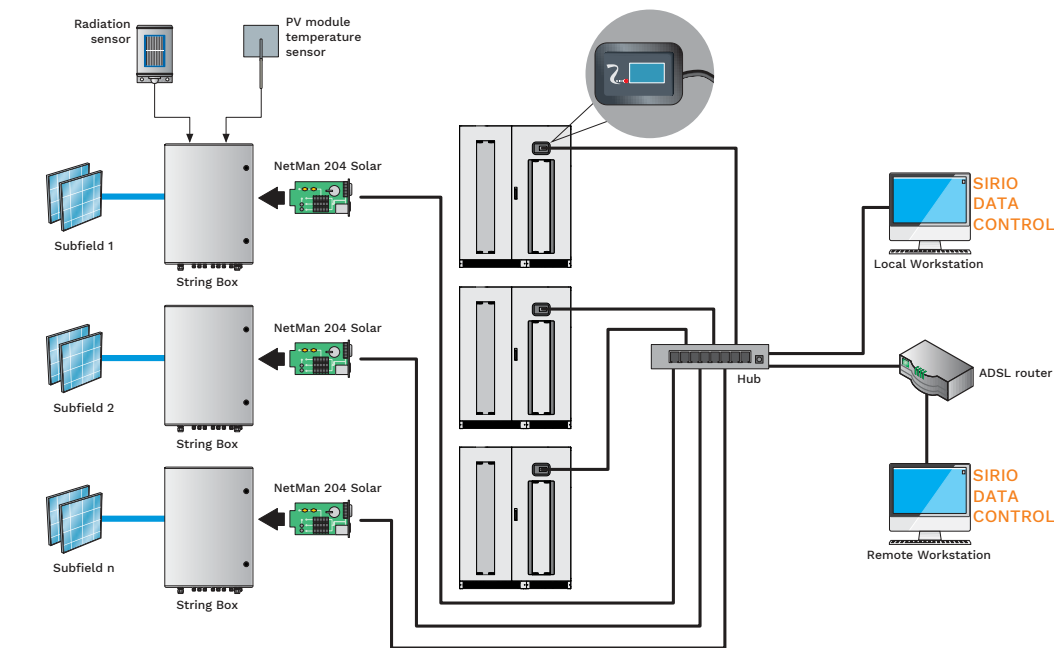 Radiation
sensor
PV module
temperature
sensor
NetMan 204 Solar
Subfield 1
String Box
NetMan 204 Solar
Subfield 2
String Box
NetMan 204 Solar
Subfield n
String Box
Hub
SIRIO
DATA
CONTROL
Local Workstation
ADSL router
SIRIO
DATA
CONTROL
Remote Workstation